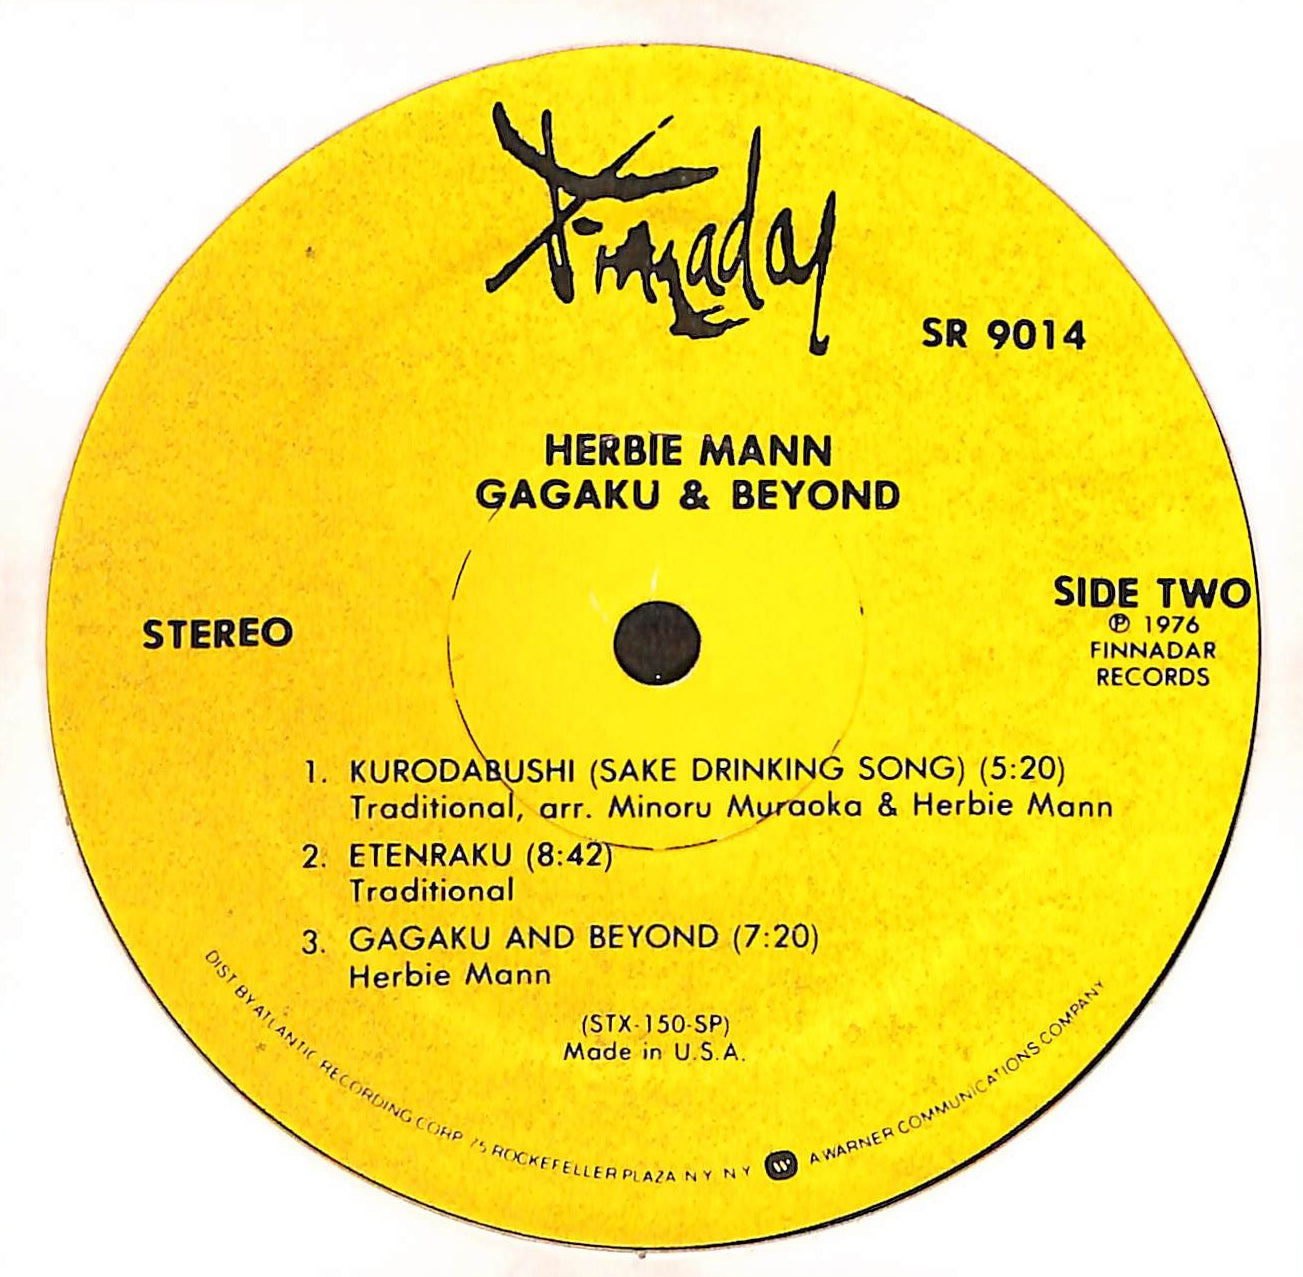 Finnadar
SR 9014
HERBIE MANN
GAGAKU & BEYOND
STEREO
SIDE TWO
℗ 1976
FINNADAR
RECORDS
1. KURODABUSHI (SAKE DRINKING SONG) (5:20)
Traditional, arr. Minoru Muraoka & Herbie Mann
2. ETENRAKU (8:42)
Traditional
3. GAGAKU AND BEYOND (7:20)
Herbie Mann
(STX-150-SP)
Made in U.S.A.
DIST BY ATLANTIC RECORDING CORP 75 ROCKEFELLER PLAZA N Y N Y W A WARNER COMMUNICATIONS COMPANY